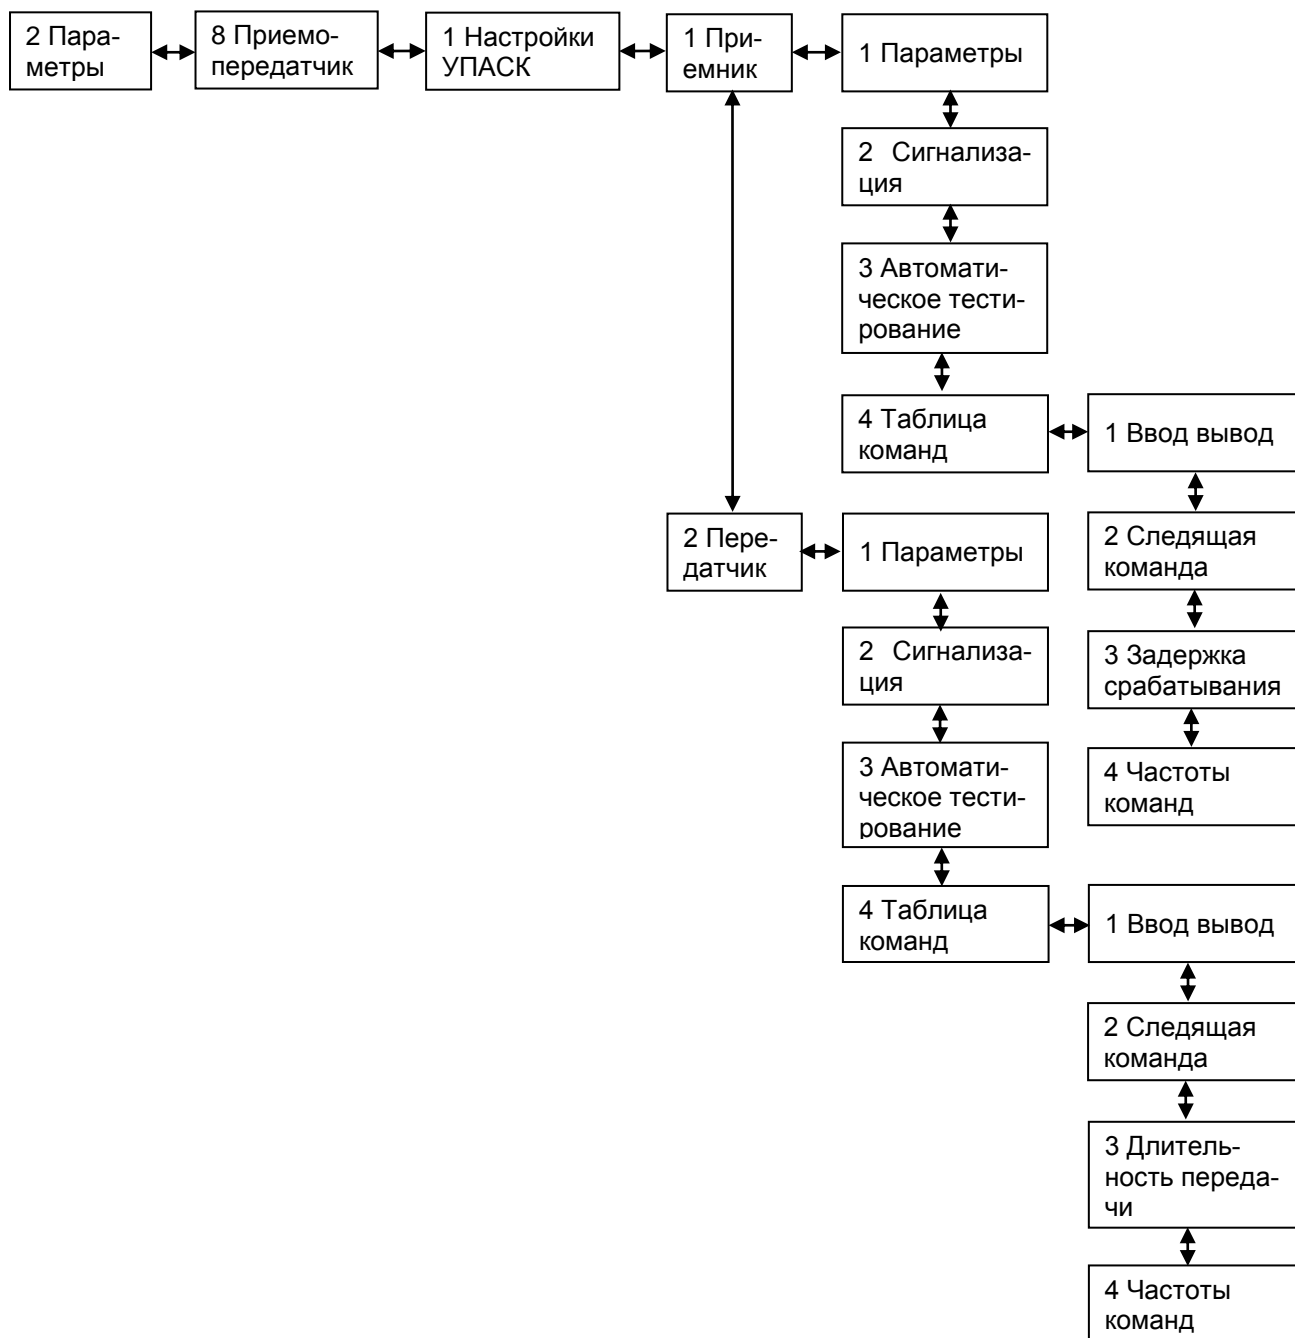 2 Пара-
метры
8 Приемо-
передатчик
1 Настройки
УПАСК
1 При-
емник
1 Параметры
2 Сигнализа-
ция
3 Автомати-
ческое тести-
рование
4 Таблица
команд
1 Ввод вывод
2 Следящая
команда
3 Задержка
срабатывания
4 Частоты
команд
2 Пере-
датчик
1 Параметры
2 Сигнализа-
ция
3 Автомати-
ческое тести-
рование
4 Таблица
команд
1 Ввод вывод
2 Следящая
команда
3 Длитель-
ность переда-
чи
4 Частоты
команд